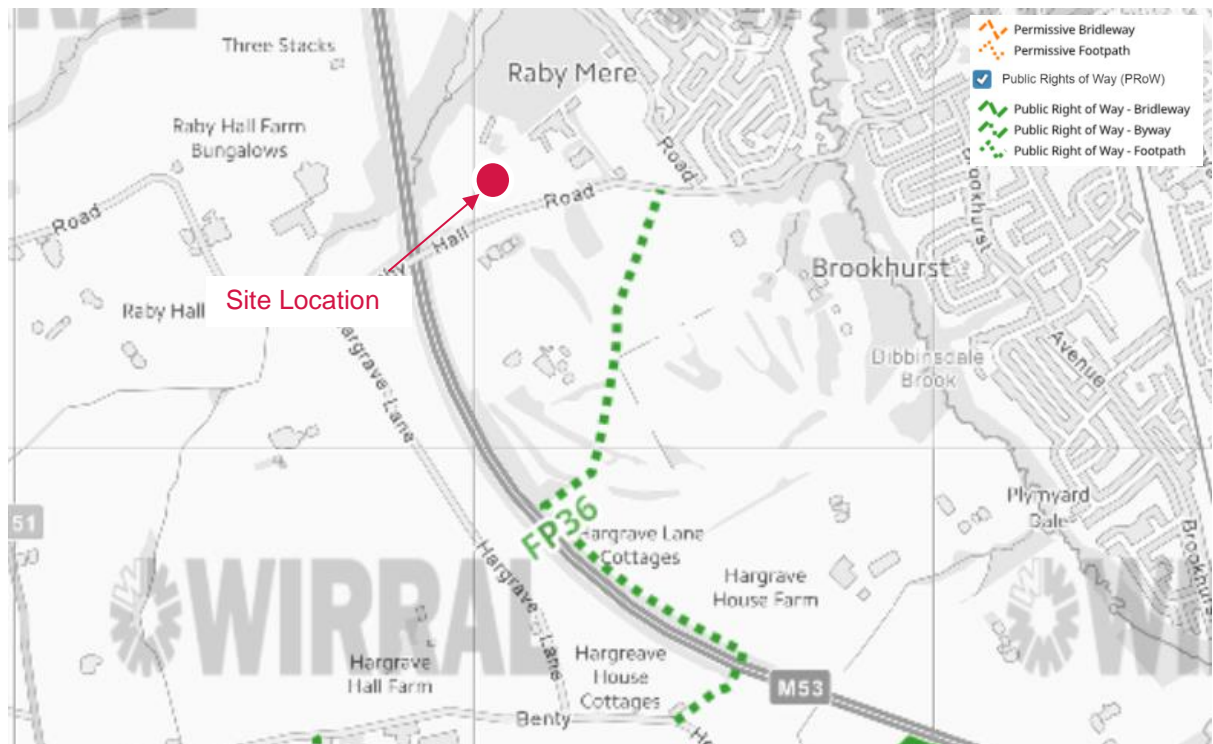 Permissive Bridleway
Permissive Footpath
Public Rights of Way (PRoW)
Public Right of Way - Bridleway
Public Right of Way - Byway
Public Right of Way - Footpath
Three Stacks
Raby Mere
Raby Hall Farm
Bungalows
Road
Road
Road
Hall
Site Location
Raby Hall
Brookhurst
Brookhurst
Dibbinsdale
Brook
Avenue
Hargrave Lane
FP36
Hargrave Lane
Cottages
Plymyard
Dale
51
WIRRAL
Hargrave Lane
Hargrave
House Farm
Hargrave
Hall Farm
Hargreave
House
Cottages
M53
Benty